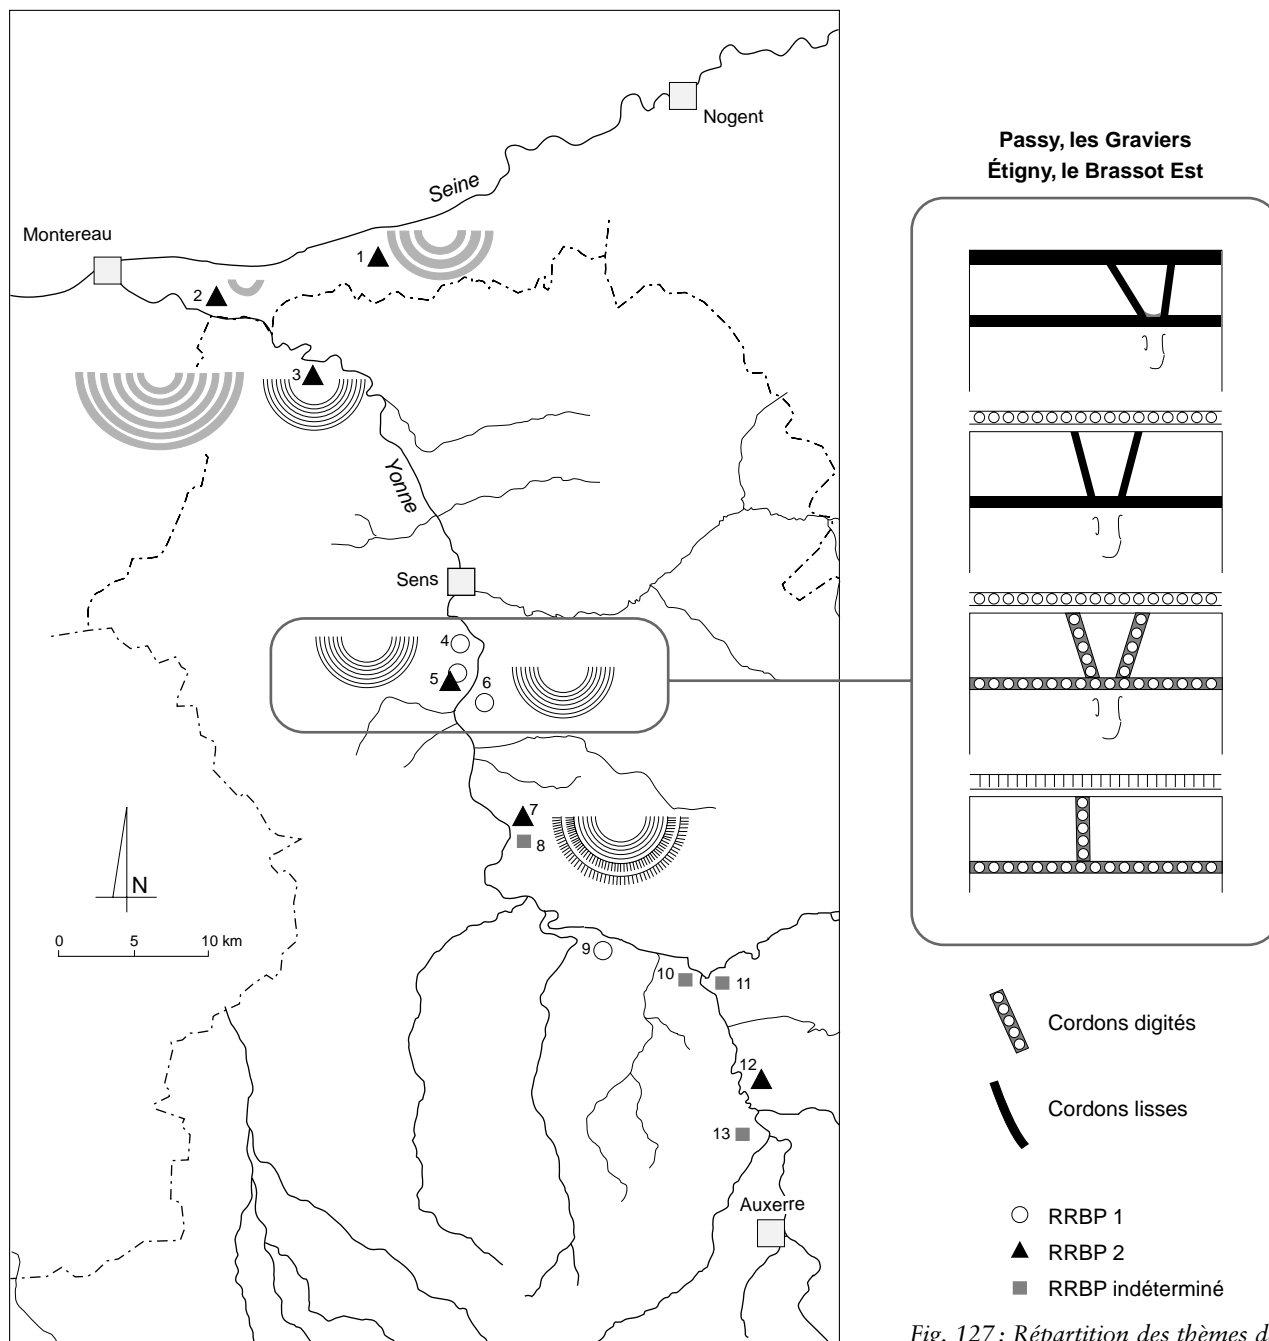 Nogent
Seine
Montereau
1
2
3
Yonne
Sens
4
5
6
7
8
N
0 5 10 km
9
10
11
12
13
Auxerre
Passy, les Graviers
Étigny, le Brassot Est
Cordons digités
Cordons lisses
RRBP 1
RRBP 2
RRBP indéterminé
Fig. 127 : Répartition des thèmes d